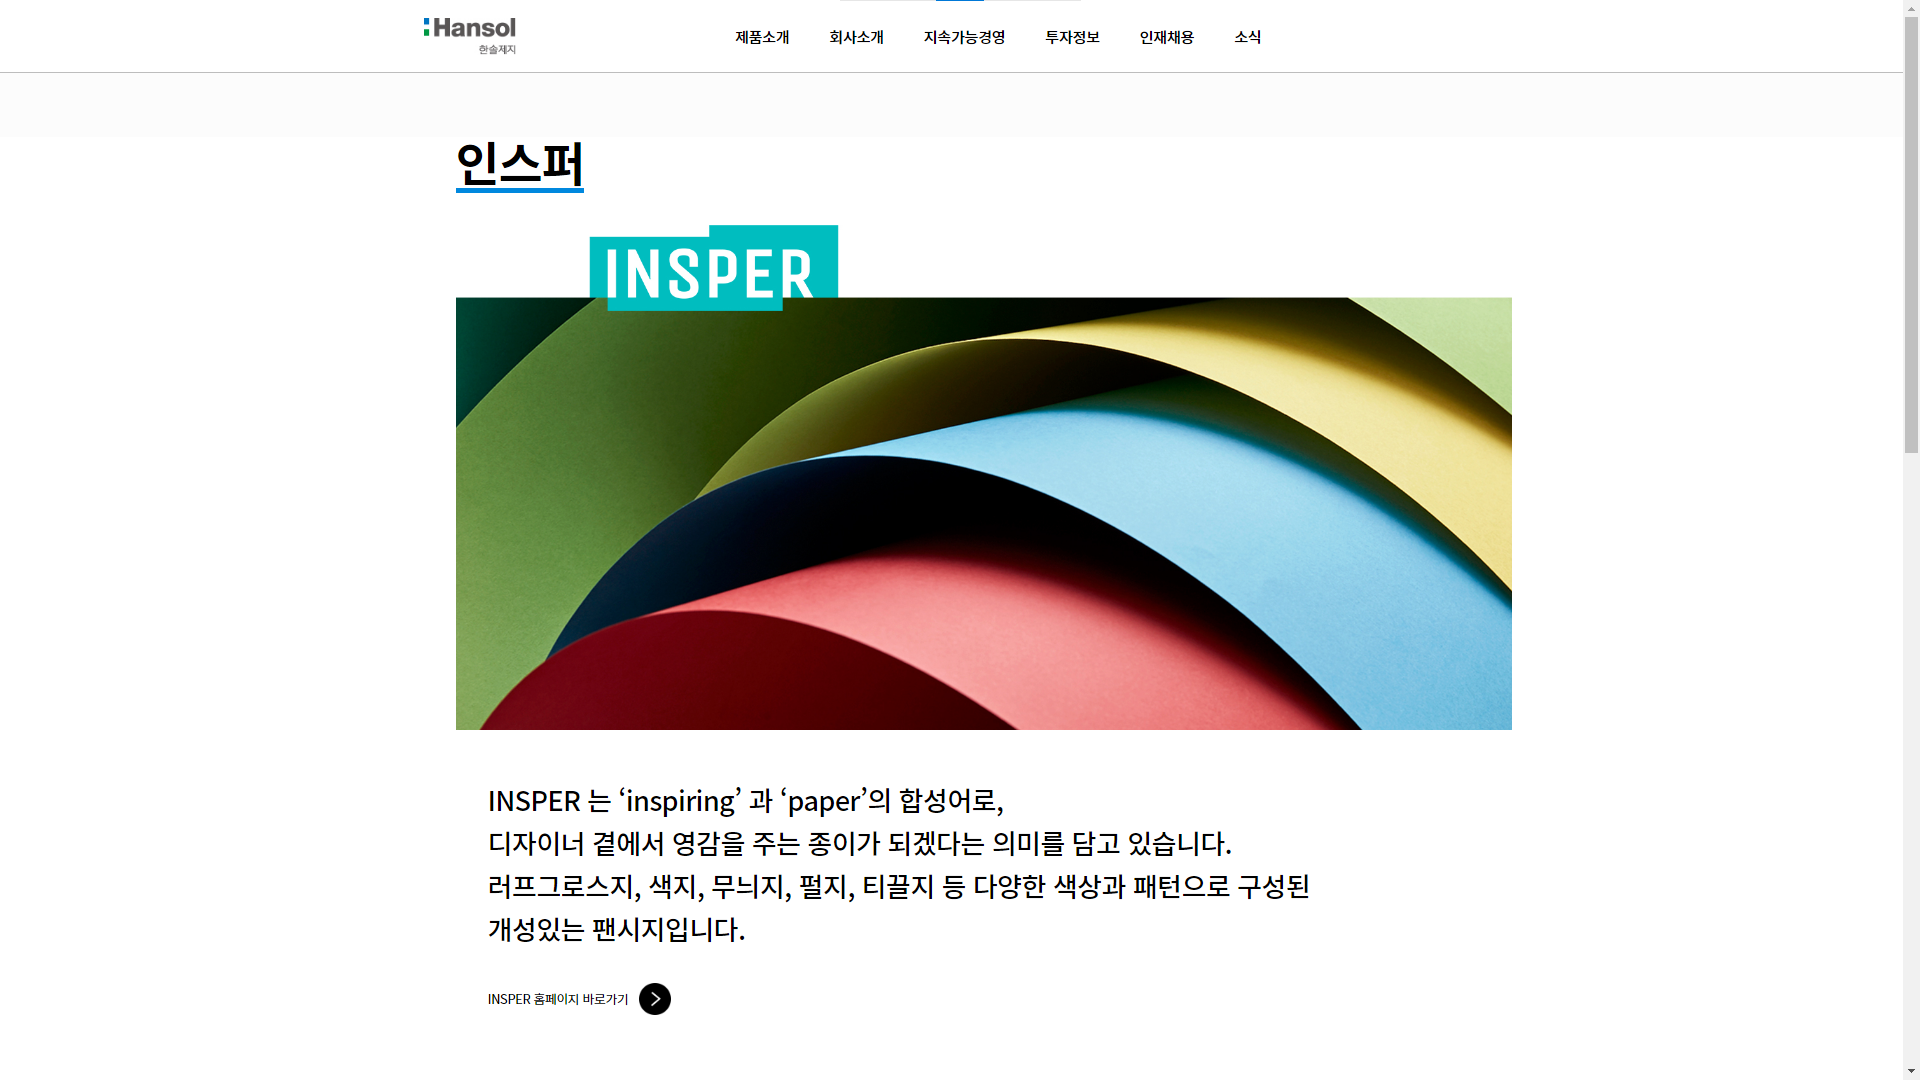 Hansol
한솔제지
제품소개 회사소개 지속가능경영 투자정보 인재채용 소식
인스퍼
INSPER
INSPER 는 ‘inspiring’ 과 ‘paper’의 합성어로,
디자이너 곁에서 영감을 주는 종이가 되겠다는 의미를 담고 있습니다.
러프그로스지, 색지, 무늬지, 펄지, 티끌지 등 다양한 색상과 패턴으로 구성된
개성있는 팬시지입니다.
INSPER 홈페이지 바로가기